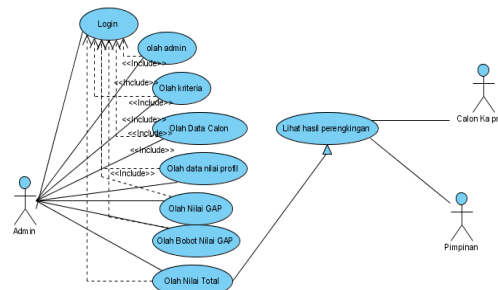 Login
<<Include>>
olah admin
Olah kriteria
<<Include>>
<<Include>>
Olah Data Calon
<<Include>>
<<Include>>
Olah data nilai profil
<<Include>>
Olah Nilai GAP
Olah Bobot Nilai GAP
Olah Nilai Total
Admin
Lihat hasil perengkingan
Calon Ka pr
Pimpinan